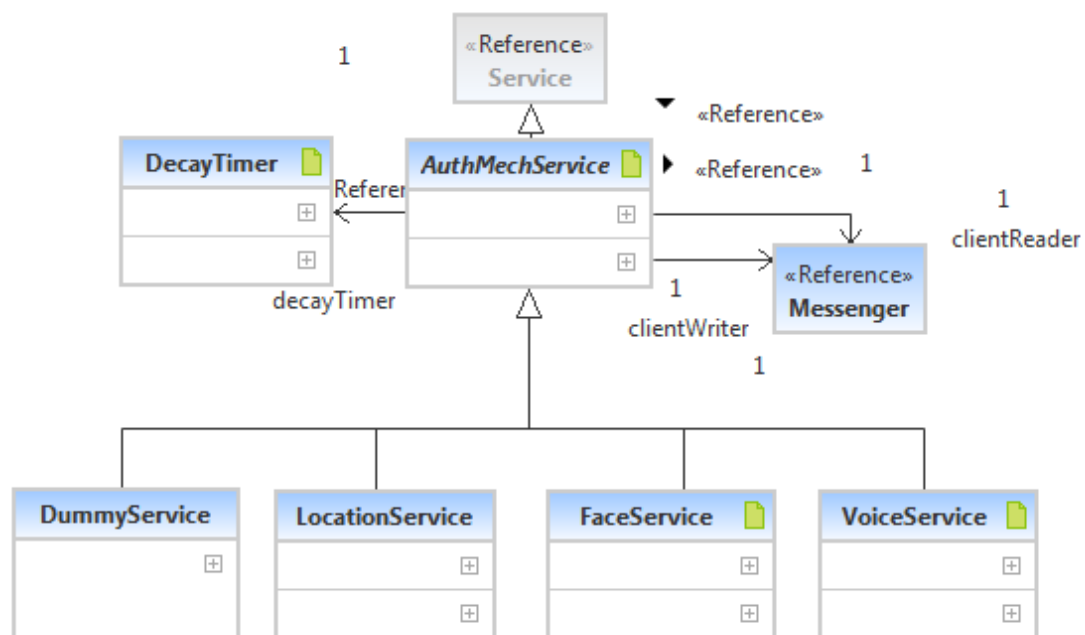 1
«Reference»
Service
«Reference»
DecayTimer
AuthMechService
«Reference»
1
Referer
1
clientReader
decayTimer
1
clientWriter
«Reference»
Messenger
1
DummyService
LocationService
FaceService
VoiceService